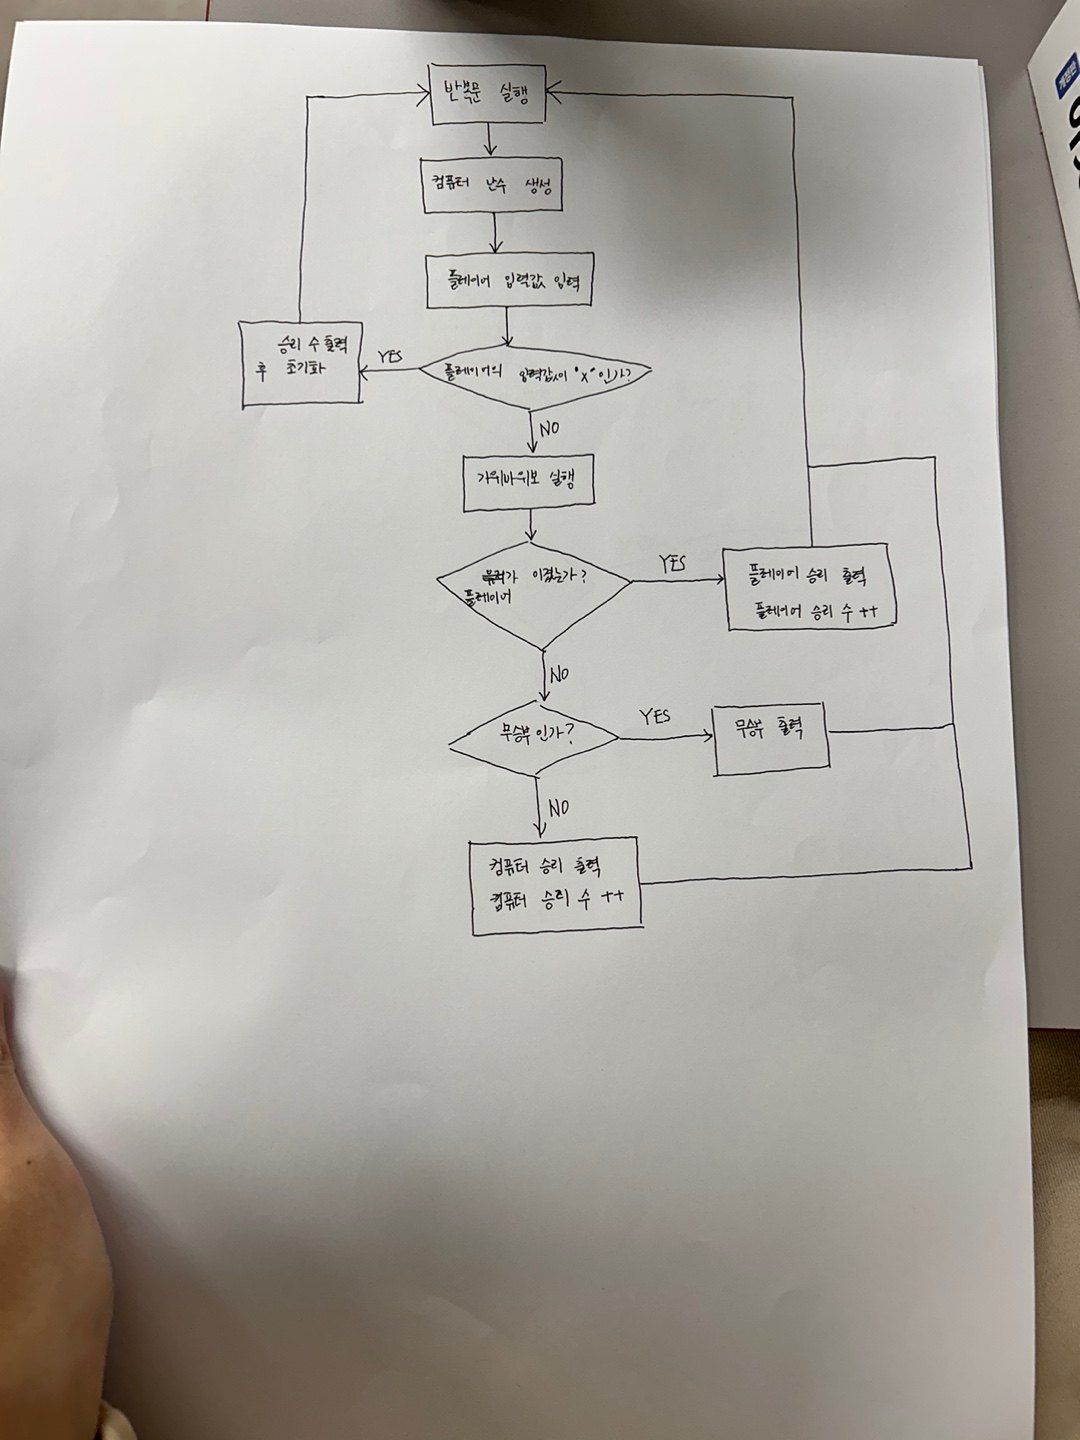 반복문 실행
컴퓨터 난수 생성
플레이어 입력값 입력
승리 수 출력
후 초기화
YES
플레이어의 입력값이 "X" 인가?
NO
가위바위보 실행
가 이겼는가?
플레이어
YES
플레이어 승리 출력
플레이어 승리 수 ++
NO
무승부인가?
YES
무승부 출력
NO
컴퓨터 승리 출력
컴퓨터 승리 수 ++
개정판